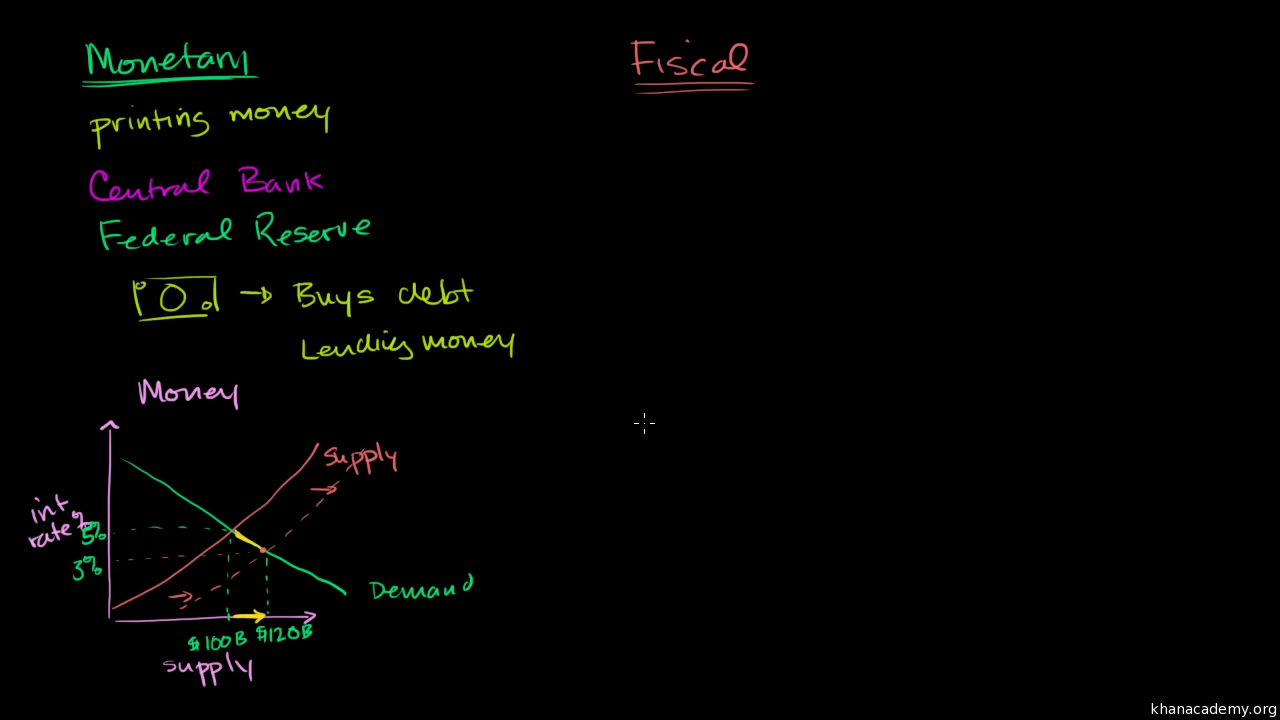 Monetary
Fiscal
printing money
Central Bank
Federal Reserve
→ Buys debt
Lending money
Money
supply
int
rate %
5%
3%
Demand
$100B $120B
supply
khanacademy.org